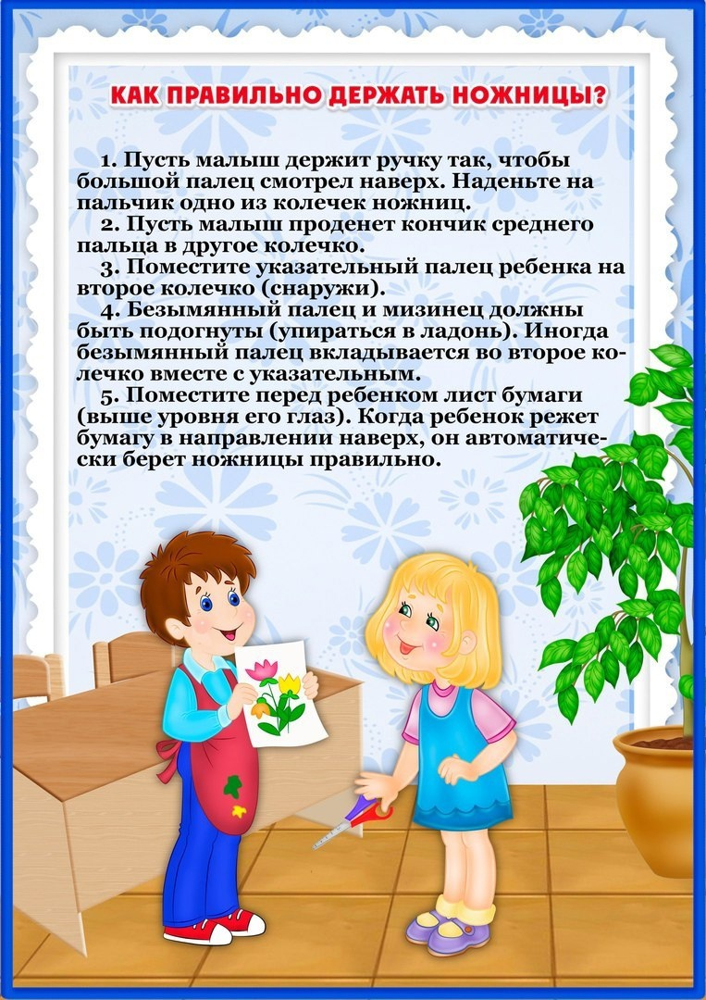 КАК ПРАВИЛЬНО ДЕРЖАТЬ НОЖНИЦЫ?
1. Пусть малыш держит ручку так, чтобы
большой палец смотрел наверх. Наденьте на
пальчик одно из колечек ножниц.
2. Пусть малыш проденет кончик среднего
пальца в другое колечко.
3. Поместите указательный палец ребенка на
второе колечко (снаружи).
4. Безымянный палец и мизинец должны
быть подогнуты (упираться в ладонь). Иногда
безымянный палец вкладывается во второе ко-
лечко вместе с указательным.
5. Поместите перед ребенком лист бумаги
(выше уровня его глаз). Когда ребенок режет
бумагу в направлении наверх, он автоматиче-
ски берет ножницы правильно.